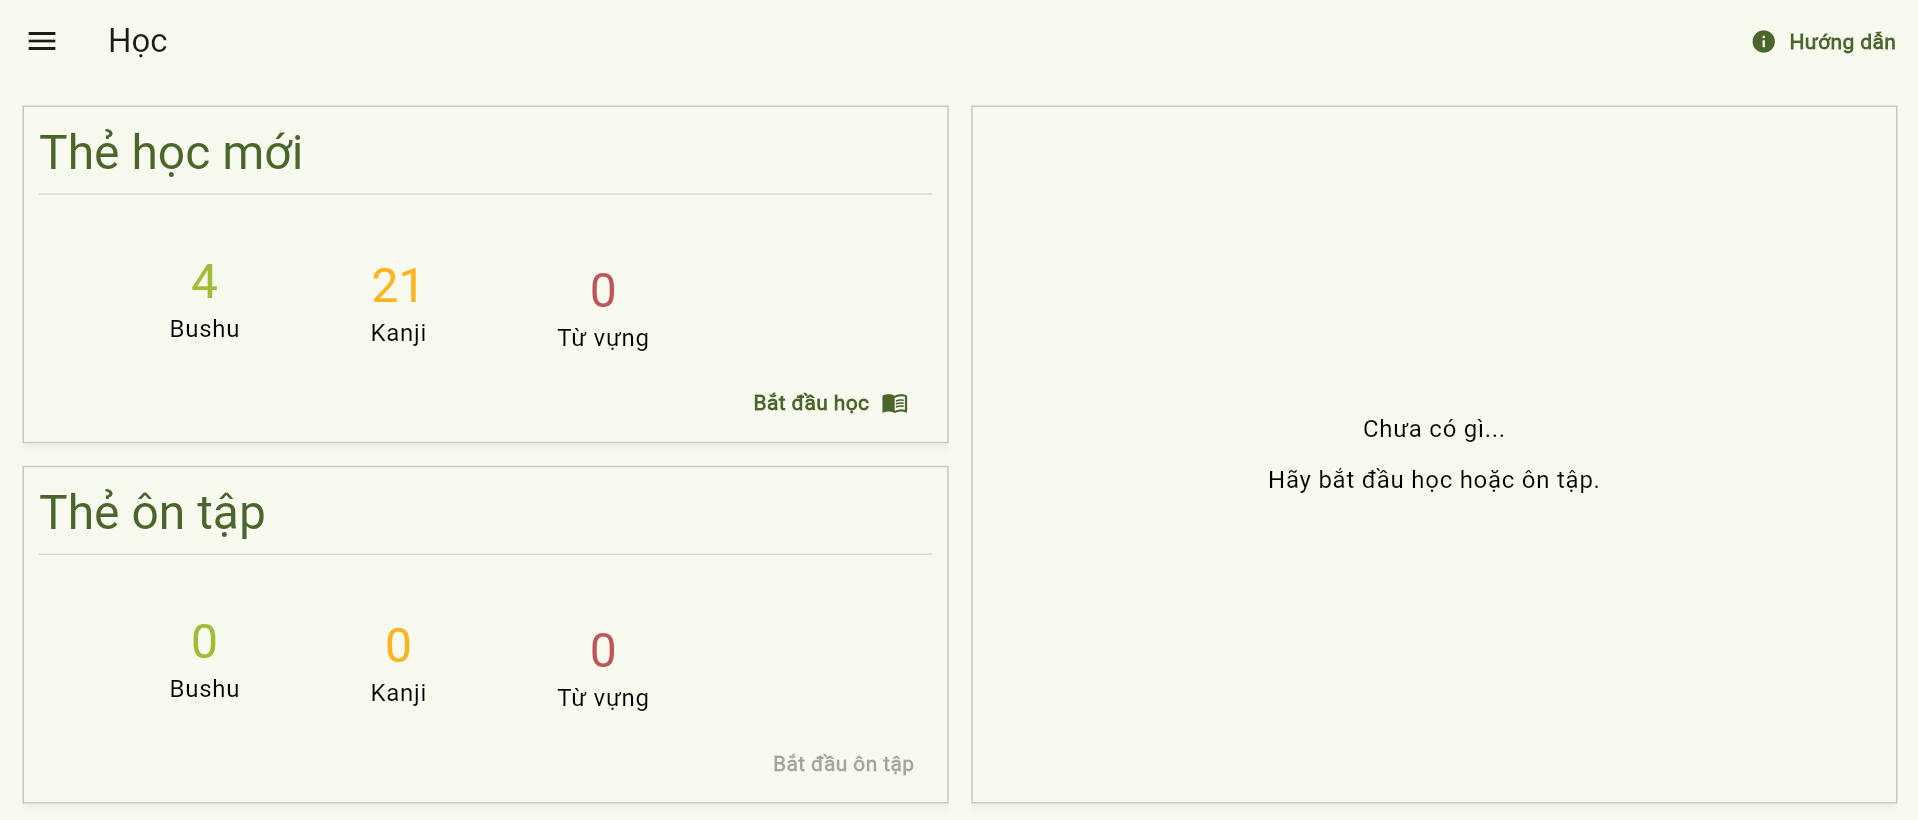 Học
Hướng dẫn
Thẻ học mới
4
Bushu
21
Kanji
0
Từ vựng
Bắt đầu học
Thẻ ôn tập
0
Bushu
0
Kanji
0
Từ vựng
Bắt đầu ôn tập
Chưa có gì...
Hãy bắt đầu học hoặc ôn tập.